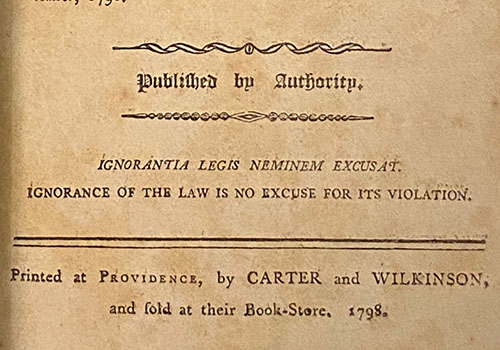 1798.
Publiſhed by Authority.
IGNORANTIA LEGIS NEMINEM EXCUSAT.
IGNORANCE OF THE LAW IS NO EXCUSE FOR ITS VIOLATION.
Printed at PROVIDENCE, by CARTER and WILKINSON,
and ſold at their Book-Store. 1798.